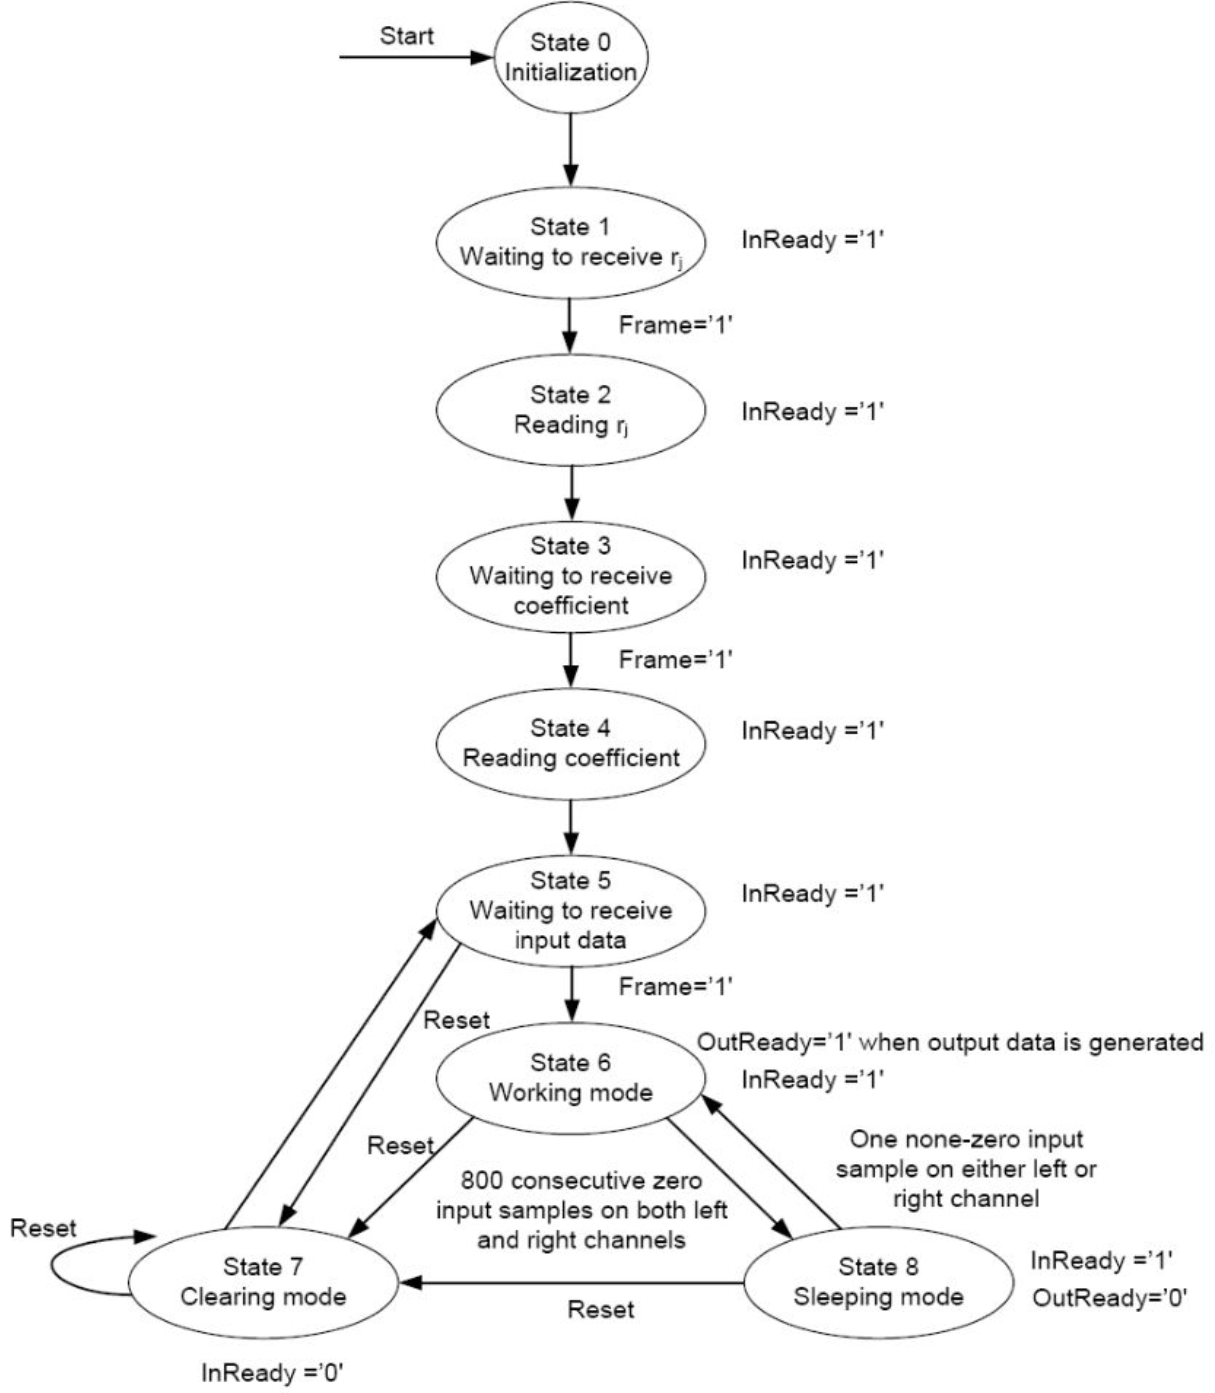 Start
State 0
Initialization
State 1
Waiting to receive rj
InReady ='1'
Frame='1'
State 2
Reading rj
InReady ='1'
State 3
Waiting to receive
coefficient
InReady ='1'
Frame='1'
State 4
Reading coefficient
InReady ='1'
State 5
Waiting to receive
input data
InReady ='1'
Frame='1'
Reset
State 6
Working mode
OutReady='1' when output data is generated
InReady ='1'
Reset
800 consecutive zero
input samples on both left
and right channels
One none-zero input
sample on either left or
right channel
Reset
State 7
Clearing mode
InReady ='0'
Reset
State 8
Sleeping mode
InReady ='1'
OutReady='0'